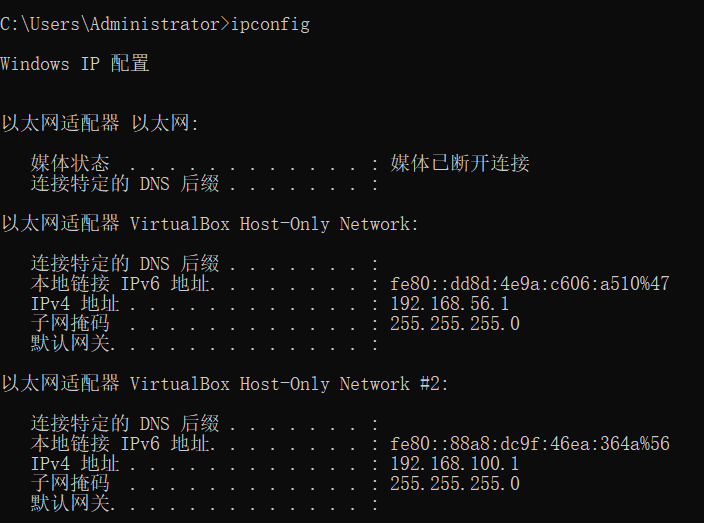 C:\Users\Administrator>ipconfig
Windows IP 配置
以太网适配器 以太网:
媒体状态 . . . . . . . . . . . . : 媒体已断开连接
连接特定的 DNS 后缀 . . . . . . . :
以太网适配器 VirtualBox Host-Only Network:
连接特定的 DNS 后缀 . . . . . . . :
本地链接 IPv6 地址. . . . . . . . : fe80::dd8d:4e9a:c606:a510%47
IPv4 地址 . . . . . . . . . . . . : 192.168.56.1
子网掩码 . . . . . . . . . . . . : 255.255.255.0
默认网关. . . . . . . . . . . . . :
以太网适配器 VirtualBox Host-Only Network #2:
连接特定的 DNS 后缀 . . . . . . . :
本地链接 IPv6 地址. . . . . . . . : fe80::88a8:dc9f:46ea:364a%56
IPv4 地址 . . . . . . . . . . . . : 192.168.100.1
子网掩码 . . . . . . . . . . . . : 255.255.255.0
默认网关. . . . . . . . . . . . . :